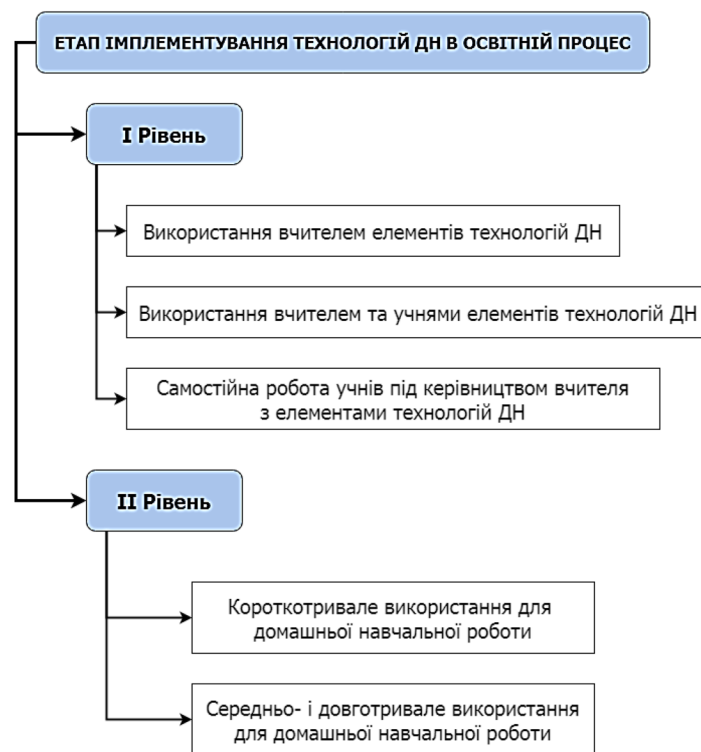 ЕТАП ІМПЛЕМЕНТУВАННЯ ТЕХНОЛОГІЙ ДН В ОСВІТНІЙ ПРОЦЕС
І Рівень
Використання вчителем елементів технологій ДН
Використання вчителем та учнями елементів технологій ДН
Самостійна робота учнів під керівництвом вчителя
з елементами технологій ДН
ІІ Рівень
Короткотривале використання для
домашньої навчальної роботи
Середньо- і довготривале використання
для домашньої навчальної роботи